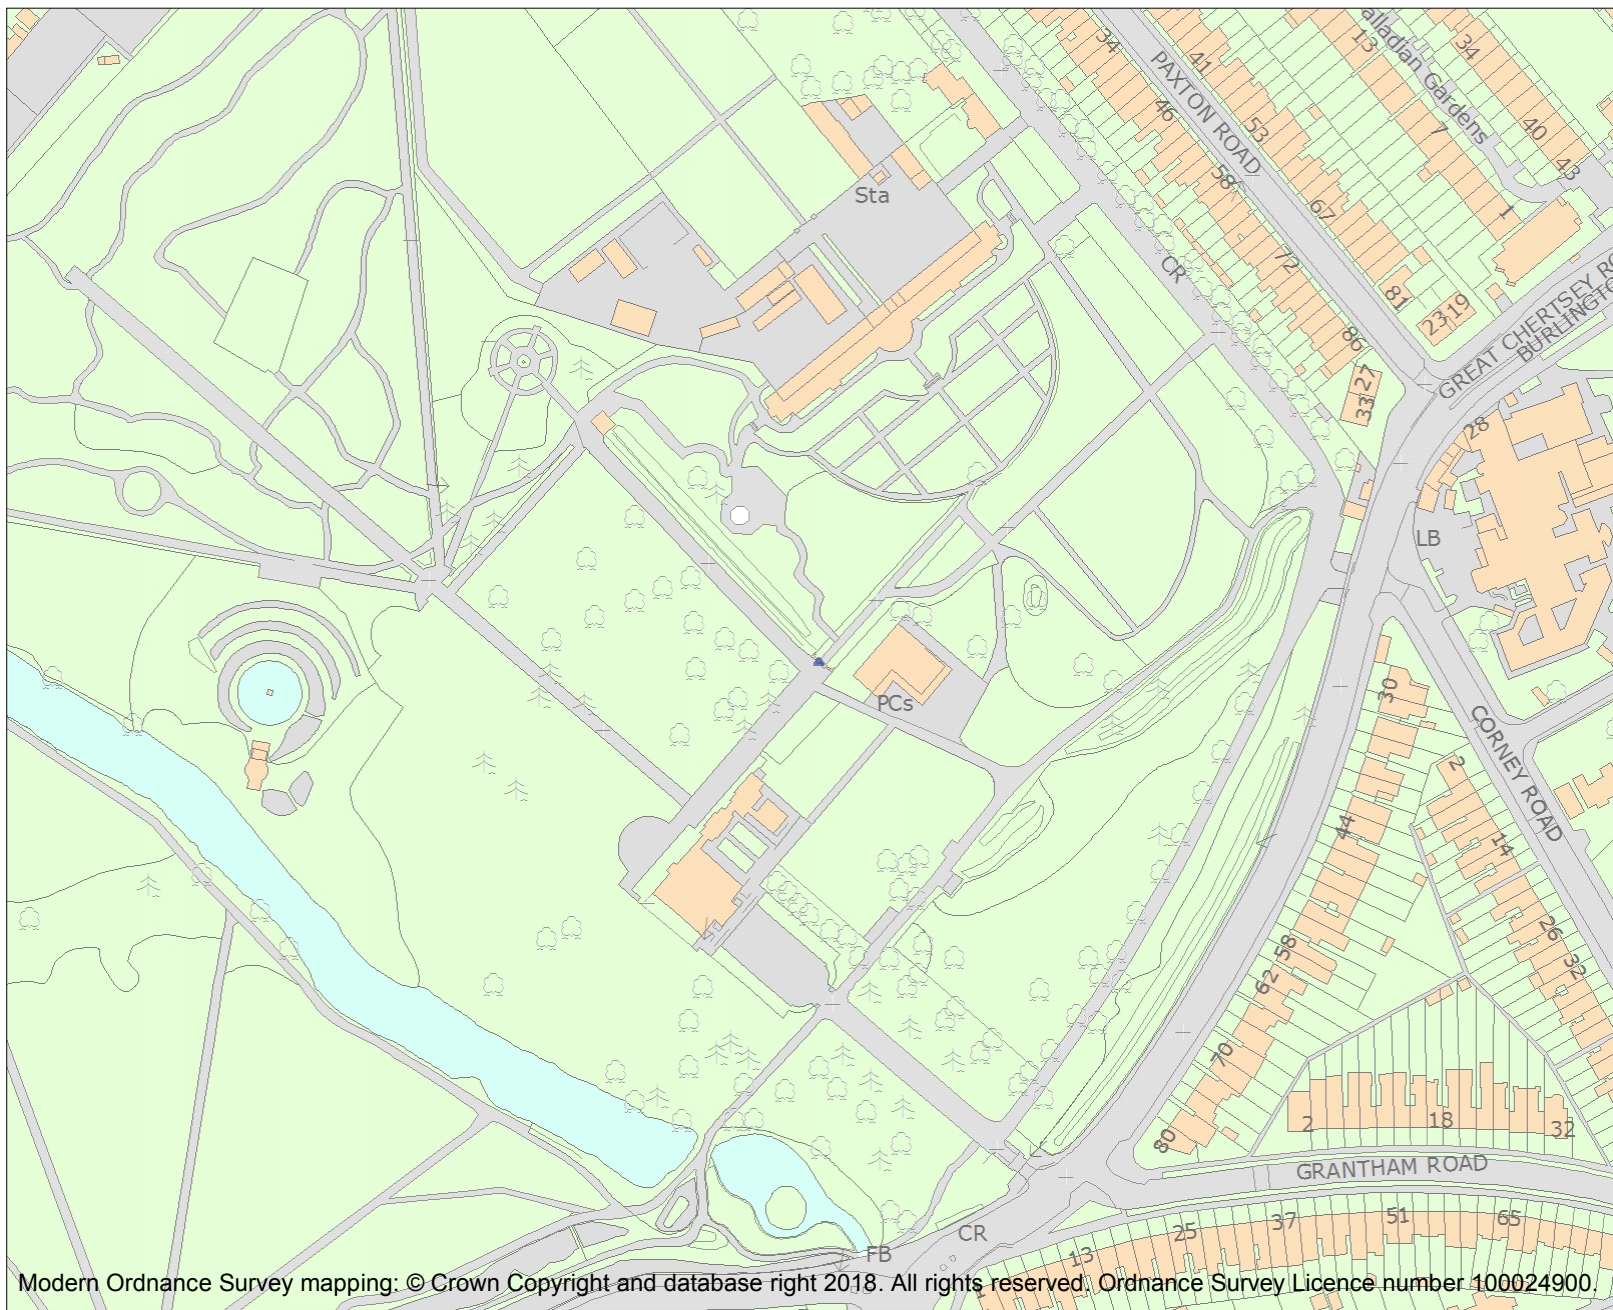 34
41
PAXTON ROAD
46
53
58
67
72
81
86
13
alladian Gardens
34
7
40
43
1
2319
GREAT CHERTSEY RO
BURLINGTO
27
33
28
Sta
CR
LB
PCs
30
CORNEY ROAD
2
14
26
32
44
58
62
70
80
2
18
32
GRANTHAM ROAD
CR
FB
13
25
37
51
65
Modern Ordnance Survey mapping: © Crown Copyright and database right 2018. All rights reserved. Ordnance Survey Licence number 100024900.